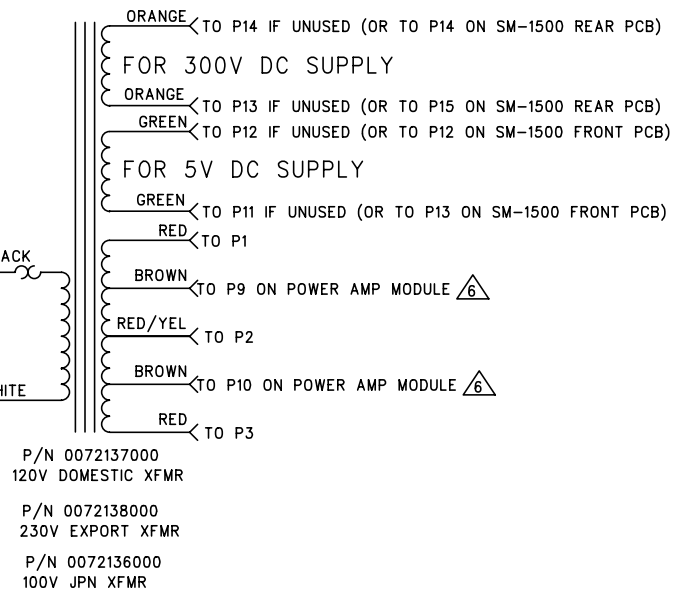 ORANGE TO P14 IF UNUSED (OR TO P14 ON SM-1500 REAR PCB)
FOR 300V DC SUPPLY
ORANGE TO P13 IF UNUSED (OR TO P15 ON SM-1500 REAR PCB)
GREEN TO P12 IF UNUSED (OR TO P12 ON SM-1500 FRONT PCB)
FOR 5V DC SUPPLY
GREEN TO P11 IF UNUSED (OR TO P13 ON SM-1500 FRONT PCB)
RED TO P1
ACK
BROWN TO P9 ON POWER AMP MODULE 6
RED/YEL TO P2
BROWN TO P10 ON POWER AMP MODULE 6
HITE
RED TO P3
P/N 0072137000
120V DOMESTIC XFMR
P/N 0072138000
230V EXPORT XFMR
P/N 0072136000
100V JPN XFMR